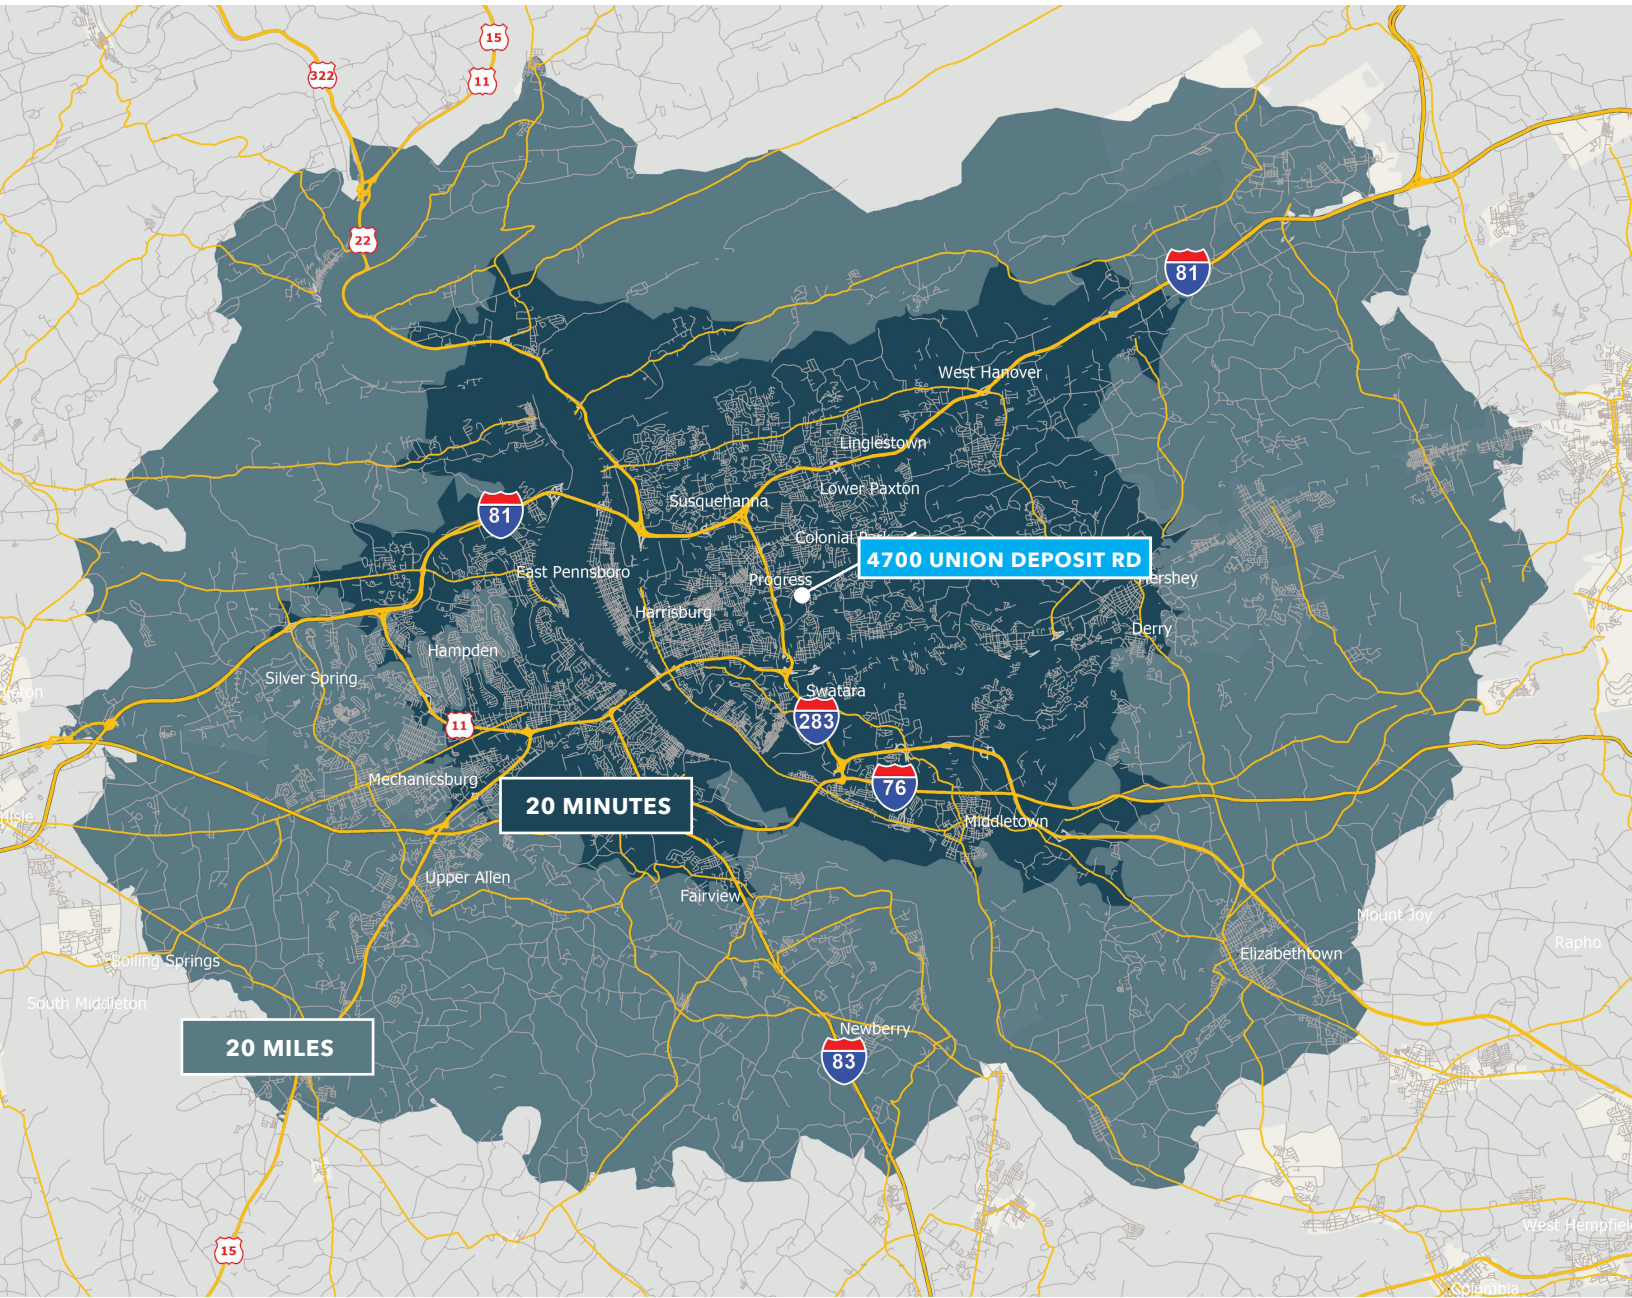 15
322
11
22
81
West Hanover
Linglestown
Lower Paxton
Susquehanna
81
Colonial Park
4700 UNION DEPOSIT RD
East Pennsboro
Progress
Hershey
Harrisburg
Derry
Hampden
Silver Spring
Swatara
283
11
Mechanicsburg
76
20 MINUTES
Middletown
Upper Allen
Fairview
Mount Joy
Rapho
Elizabethtown
Boiling Springs
South Middleton
Newberry
20 MILES
83
West Hempfiel
15
Columbia